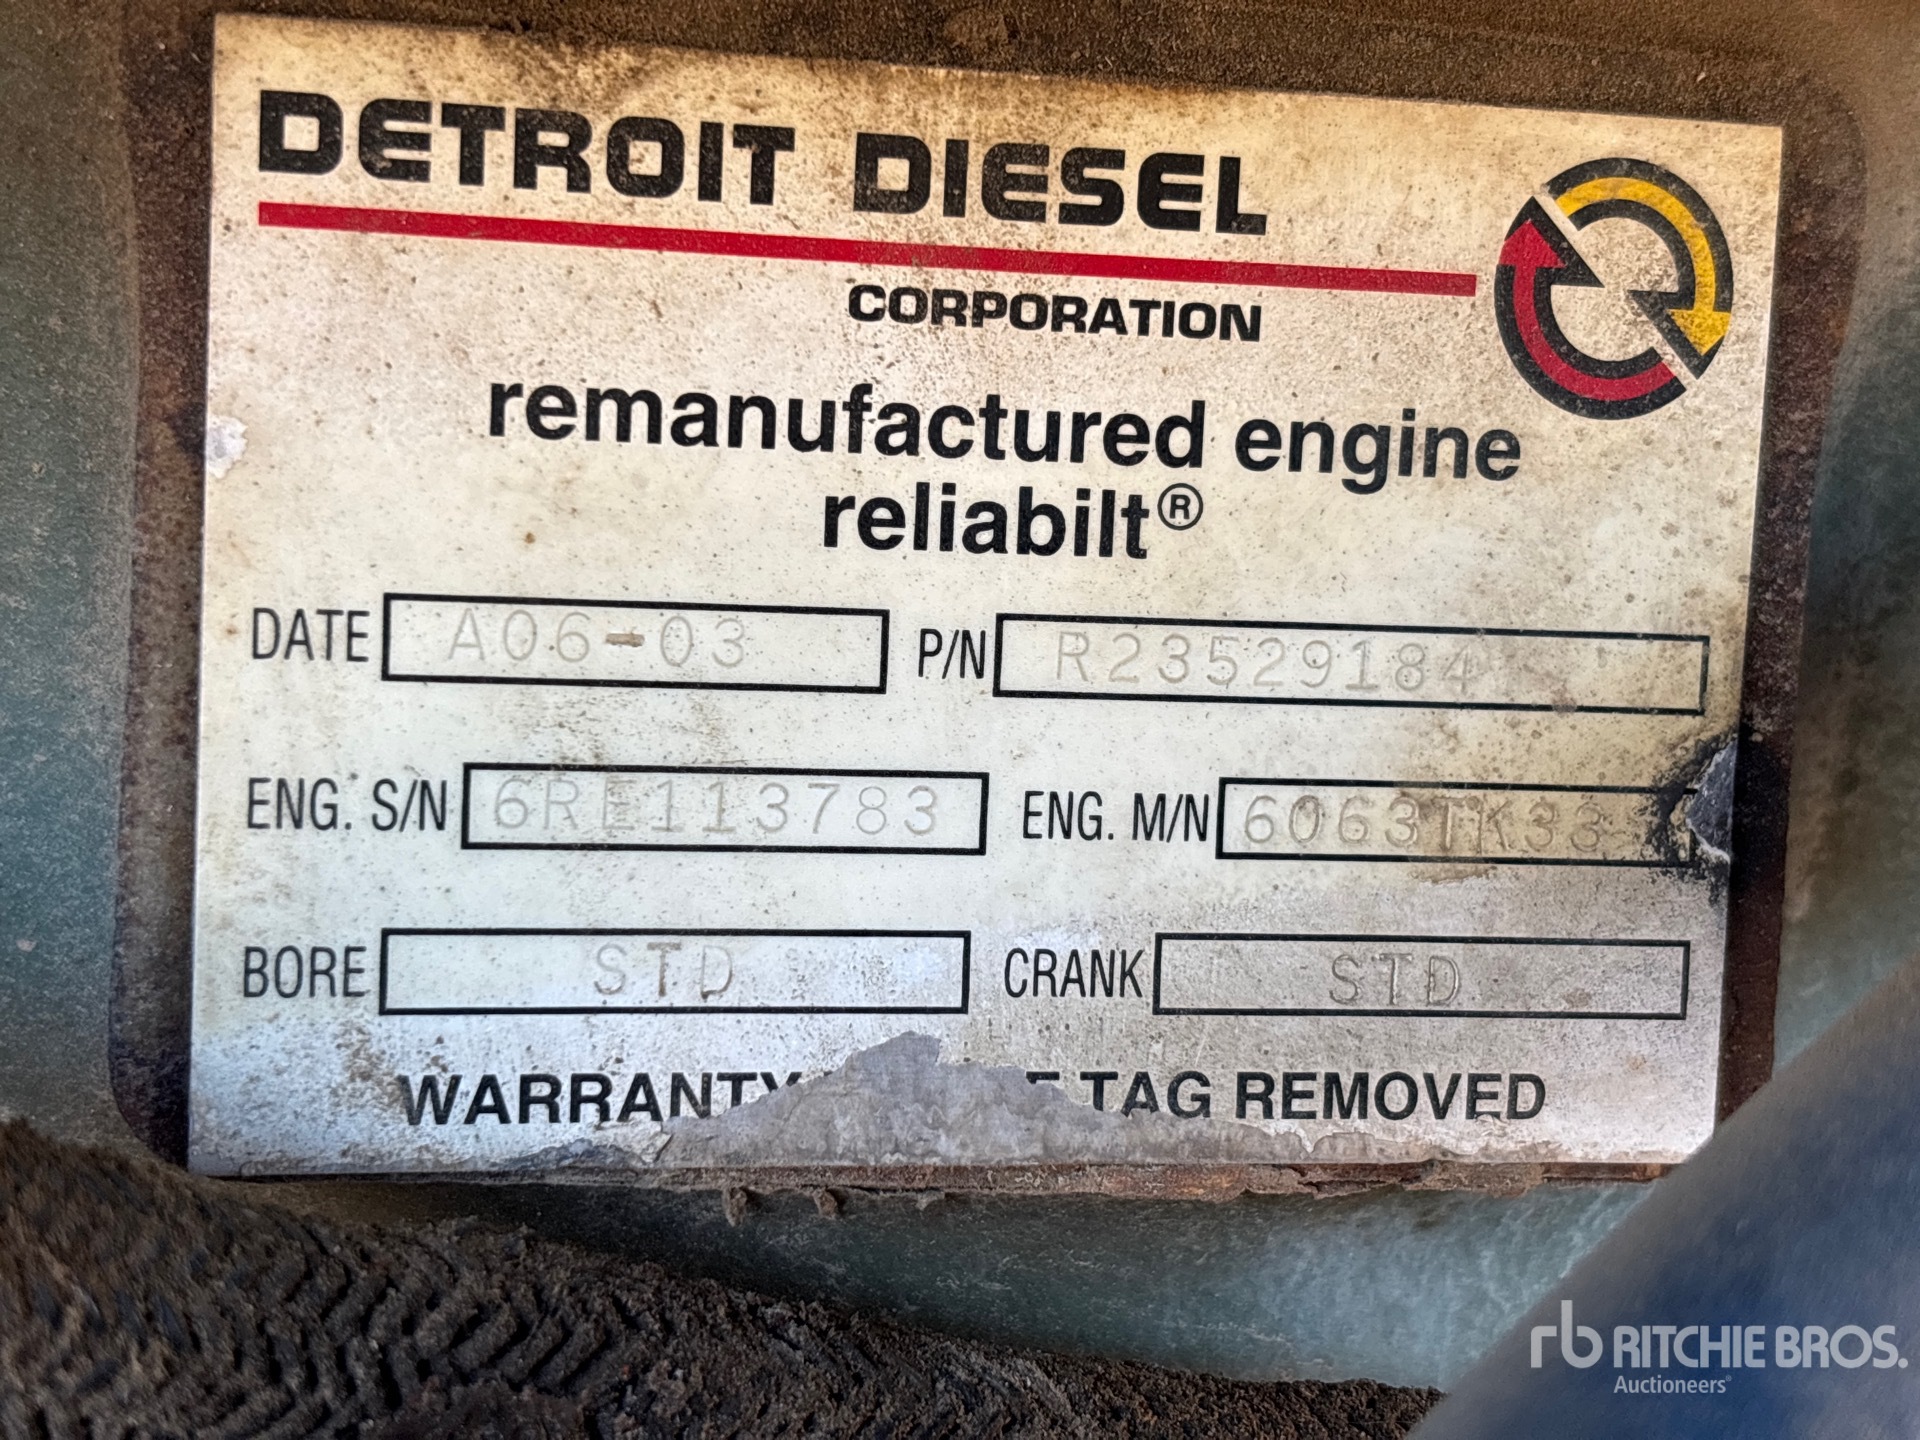 DETROIT DIESEL
CORPORATION
remanufactured engine
reliabilt®
DATE A06-03 P/N R23529184
ENG. S/N 6RE113783 ENG. M/N 6063TK33
BORE STD CRANK STD
WARRANTY TAG REMOVED
rb RITCHIE BROS.
Auctioneers